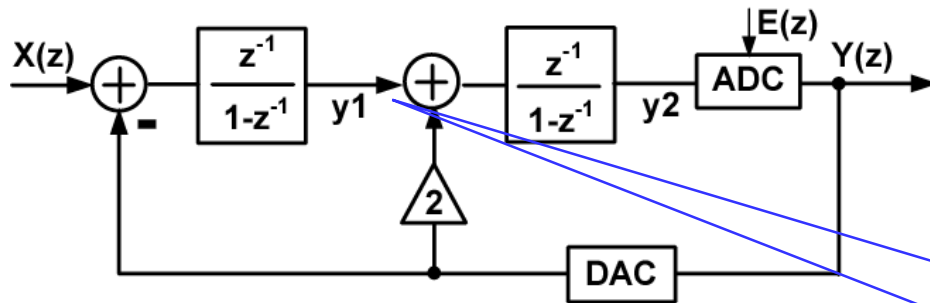 E(z)
X(z)
z⁻¹
1-z⁻¹
y1
z⁻¹
1-z⁻¹
y2
ADC
Y(z)
-
2
DAC